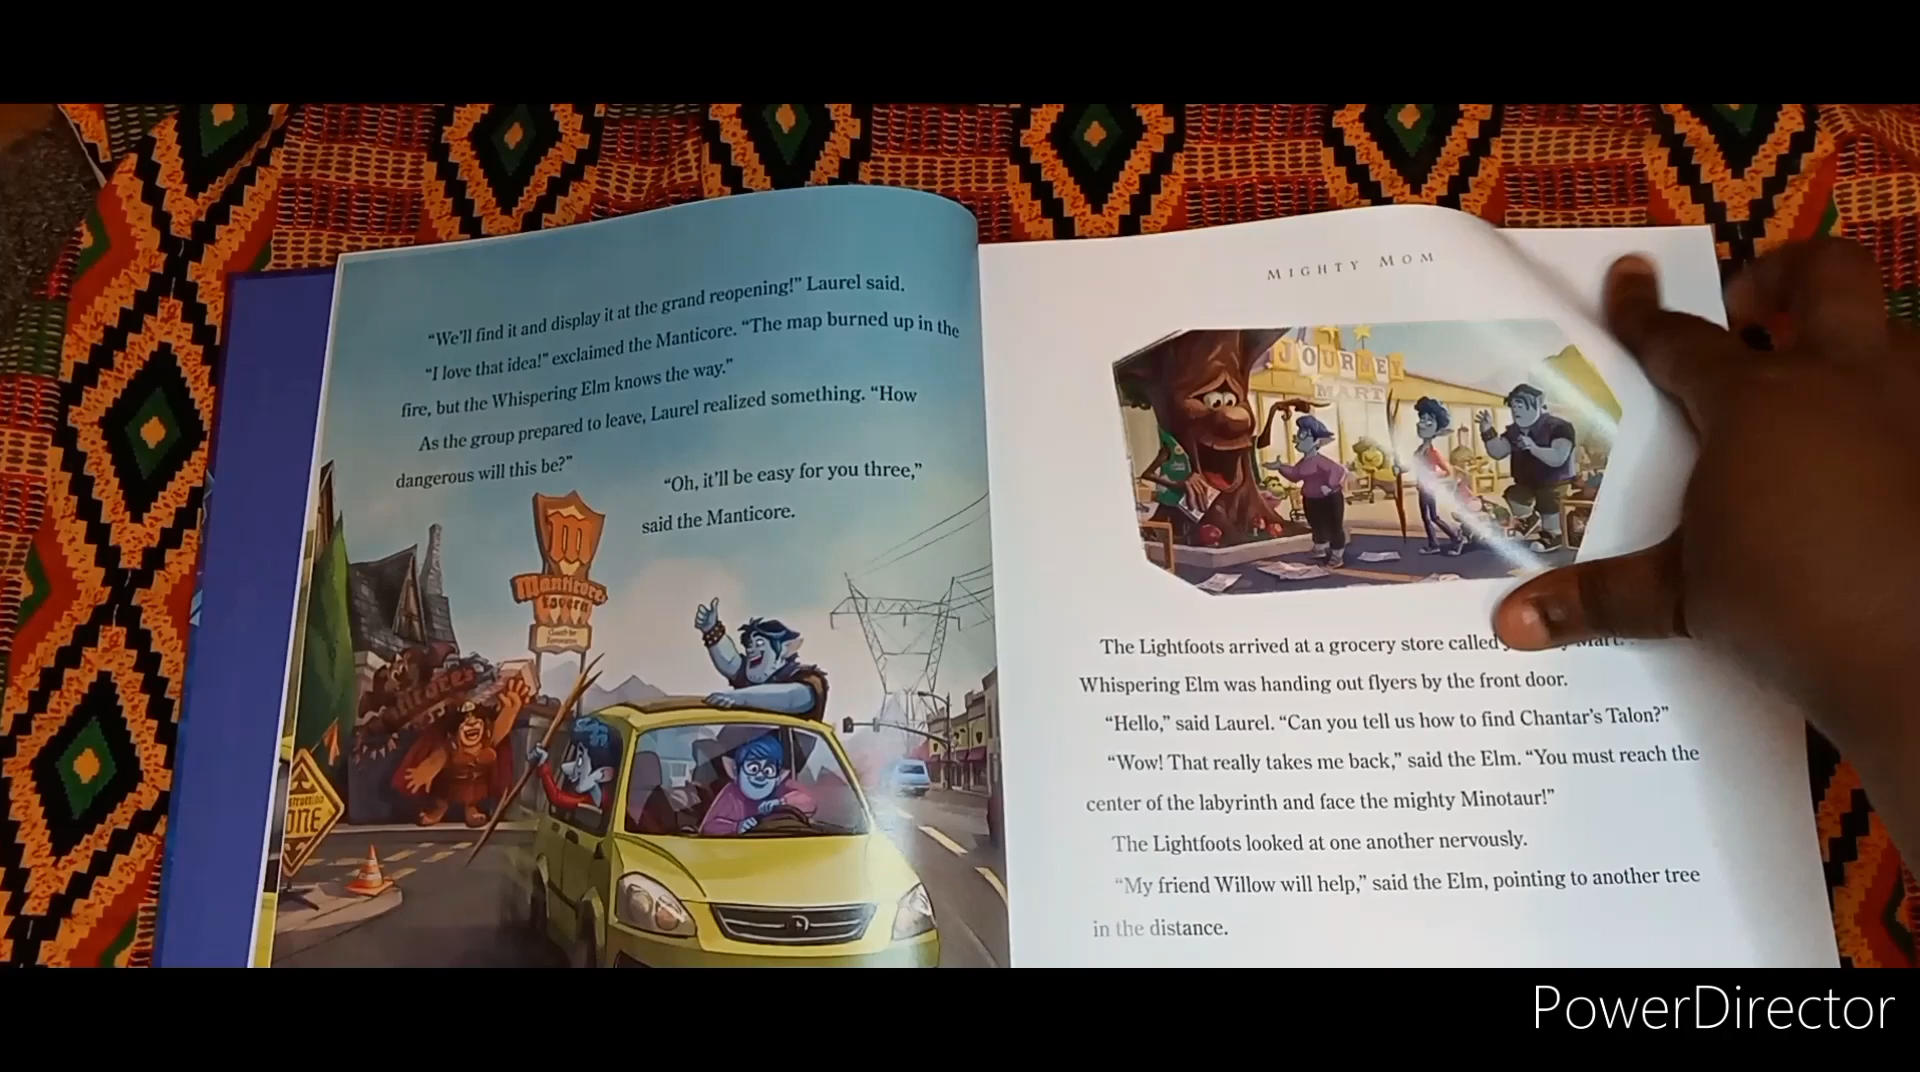 “We’ll find it and display it at the grand reopening!” Laurel said.
“I love that idea!” exclaimed the Manticore. “The map burned up in the
fire, but the Whispering Elm knows the way.”
As the group prepared to leave, Laurel realized something. “How
dangerous will this be?”
“Oh, it’ll be easy for you three,”
said the Manticore.
M
Manticore's
Tavern
ONE
MIGHTY MOM
JOURNEY
MART
The Lightfoots arrived at a grocery store called
Whispering Elm was handing out flyers by the front door.
“Hello,” said Laurel. “Can you tell us how to find Chantar’s Talon?”
“Wow! That really takes me back,” said the Elm. “You must reach the
center of the labyrinth and face the mighty Minotaur!”
The Lightfoots looked at one another nervously.
“My friend Willow will help,” said the Elm, pointing to another tree
in the distance.
PowerDirector